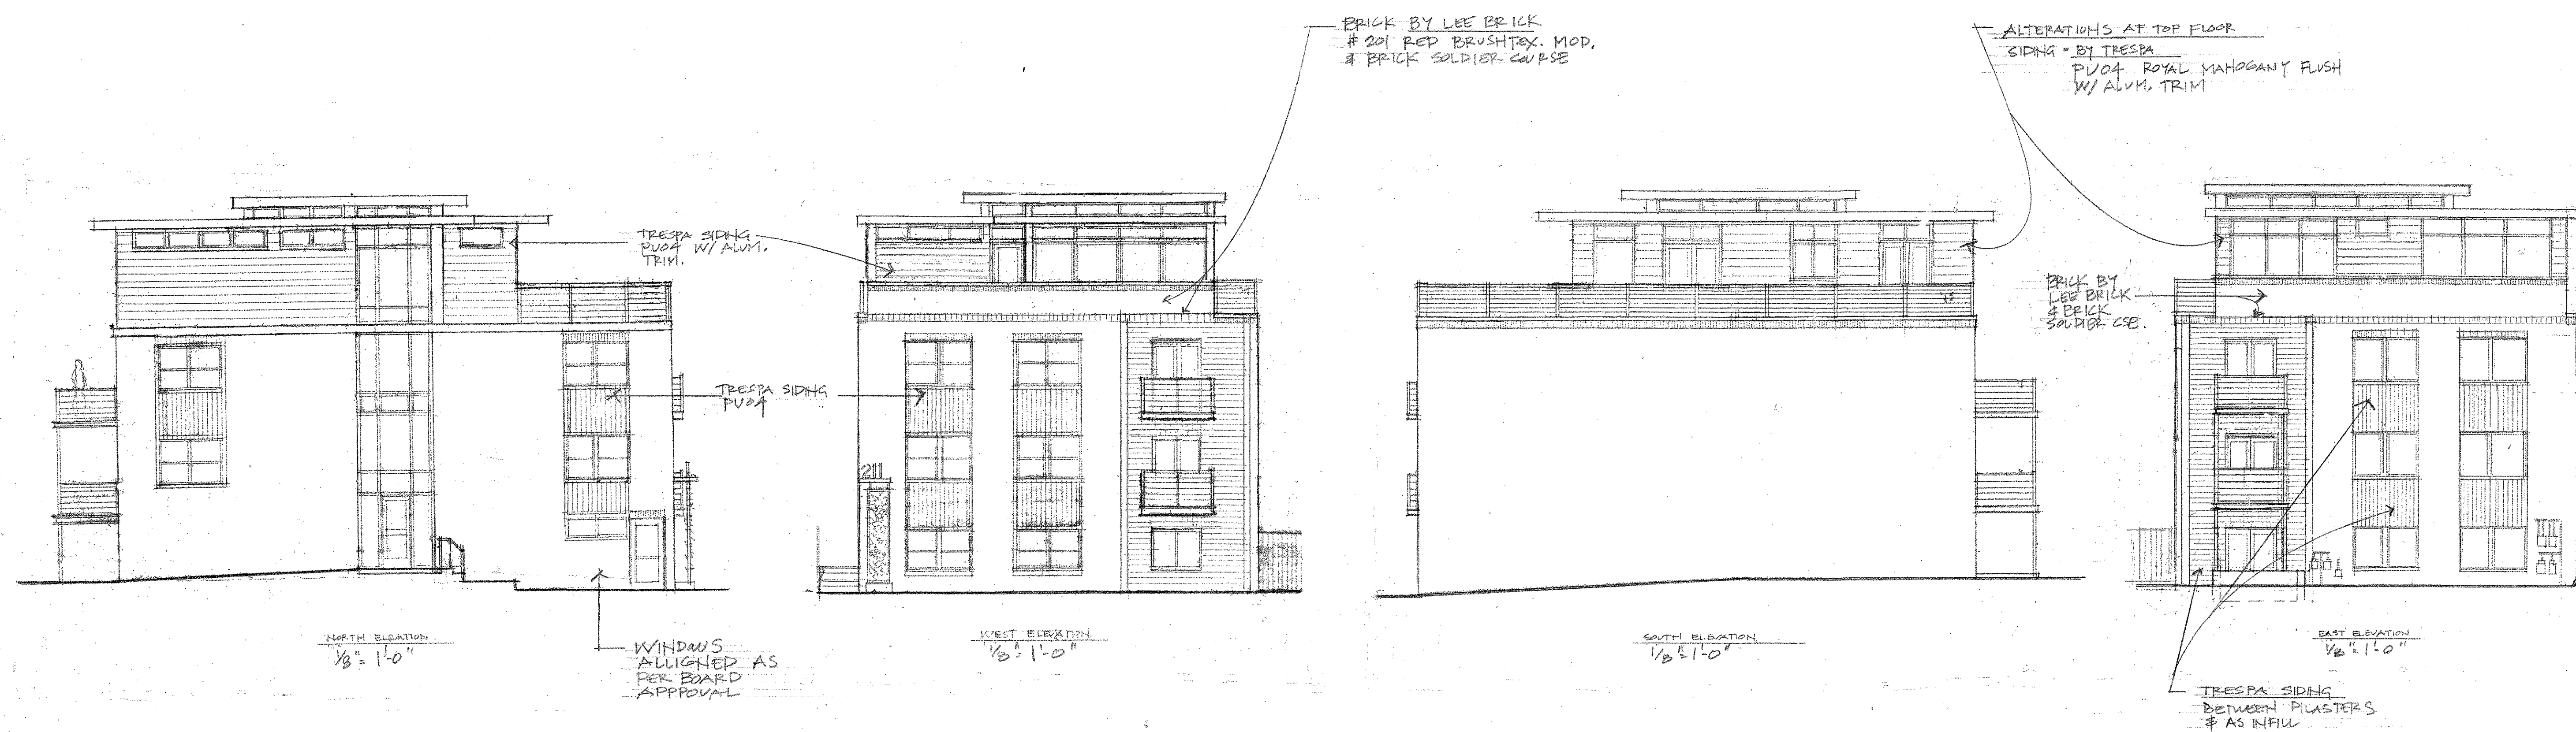 BRICK BY LEE BRICK
# 201 RED BRUSHTEX. MOD.
& BRICK SOLDIER COURSE
ALTERATIONS AT TOP FLOOR
SIDING - BY TRESPA
PU04 ROYAL MAHOGANY FLUSH
W/ ALUM. TRIM
TRESPA SIDING
PU04 W/ ALUM.
TRIM.
BRICK BY
LEE BRICK
& BRICK
SOLDIER CSE.
TRESPA SIDING
PU04
211
NORTH ELEVATION
1/8" = 1'-0"
WINDOWS
ALLIGNED AS
PER BOARD
APPPOVAL
WEST ELEVATION
1/8" = 1'-0"
SOUTH ELEVATION
1/8" = 1'-0"
EAST ELEVATION
1/8" = 1'-0"
TRESPA SIDING
BETWEEN PILASTERS
& AS INFILL